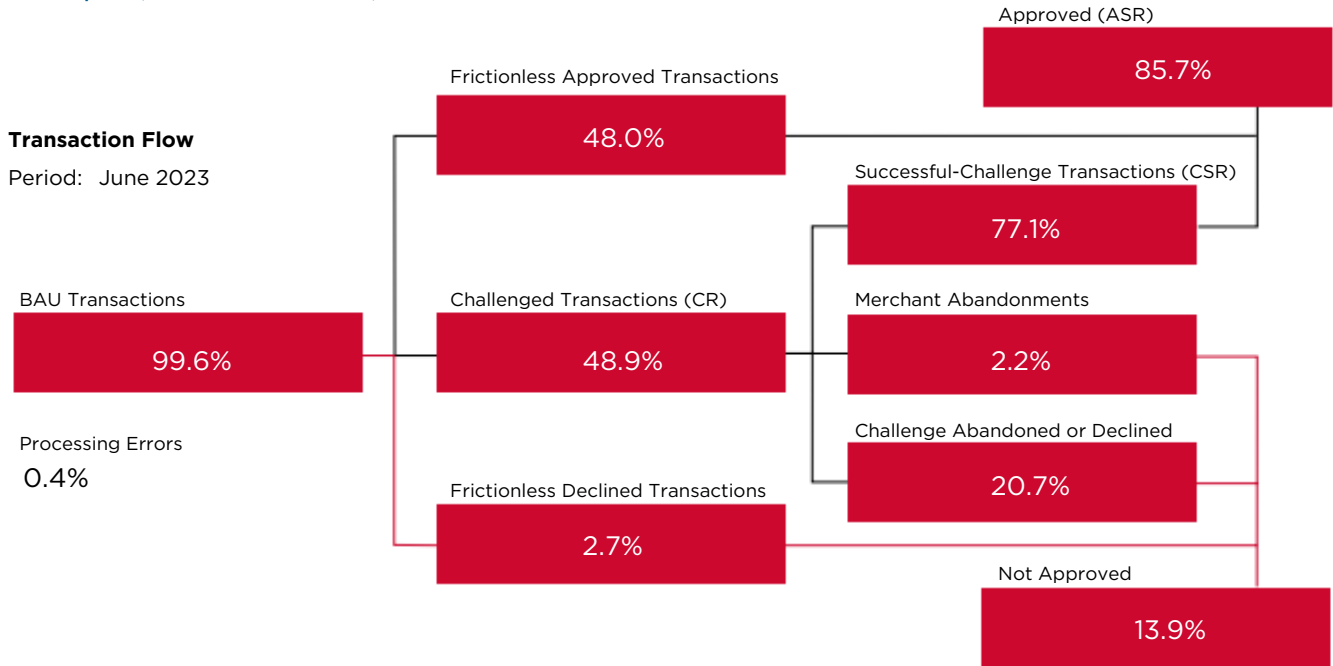 Approved (ASR)
85.7%
Frictionless Approved Transactions
48.0%
Transaction Flow
Period: June 2023
Successful-Challenge Transactions (CSR)
77.1%
BAU Transactions
99.6%
Challenged Transactions (CR)
48.9%
Merchant Abandonments
2.2%
Processing Errors
0.4%
Challenge Abandoned or Declined
20.7%
Frictionless Declined Transactions
2.7%
Not Approved
13.9%